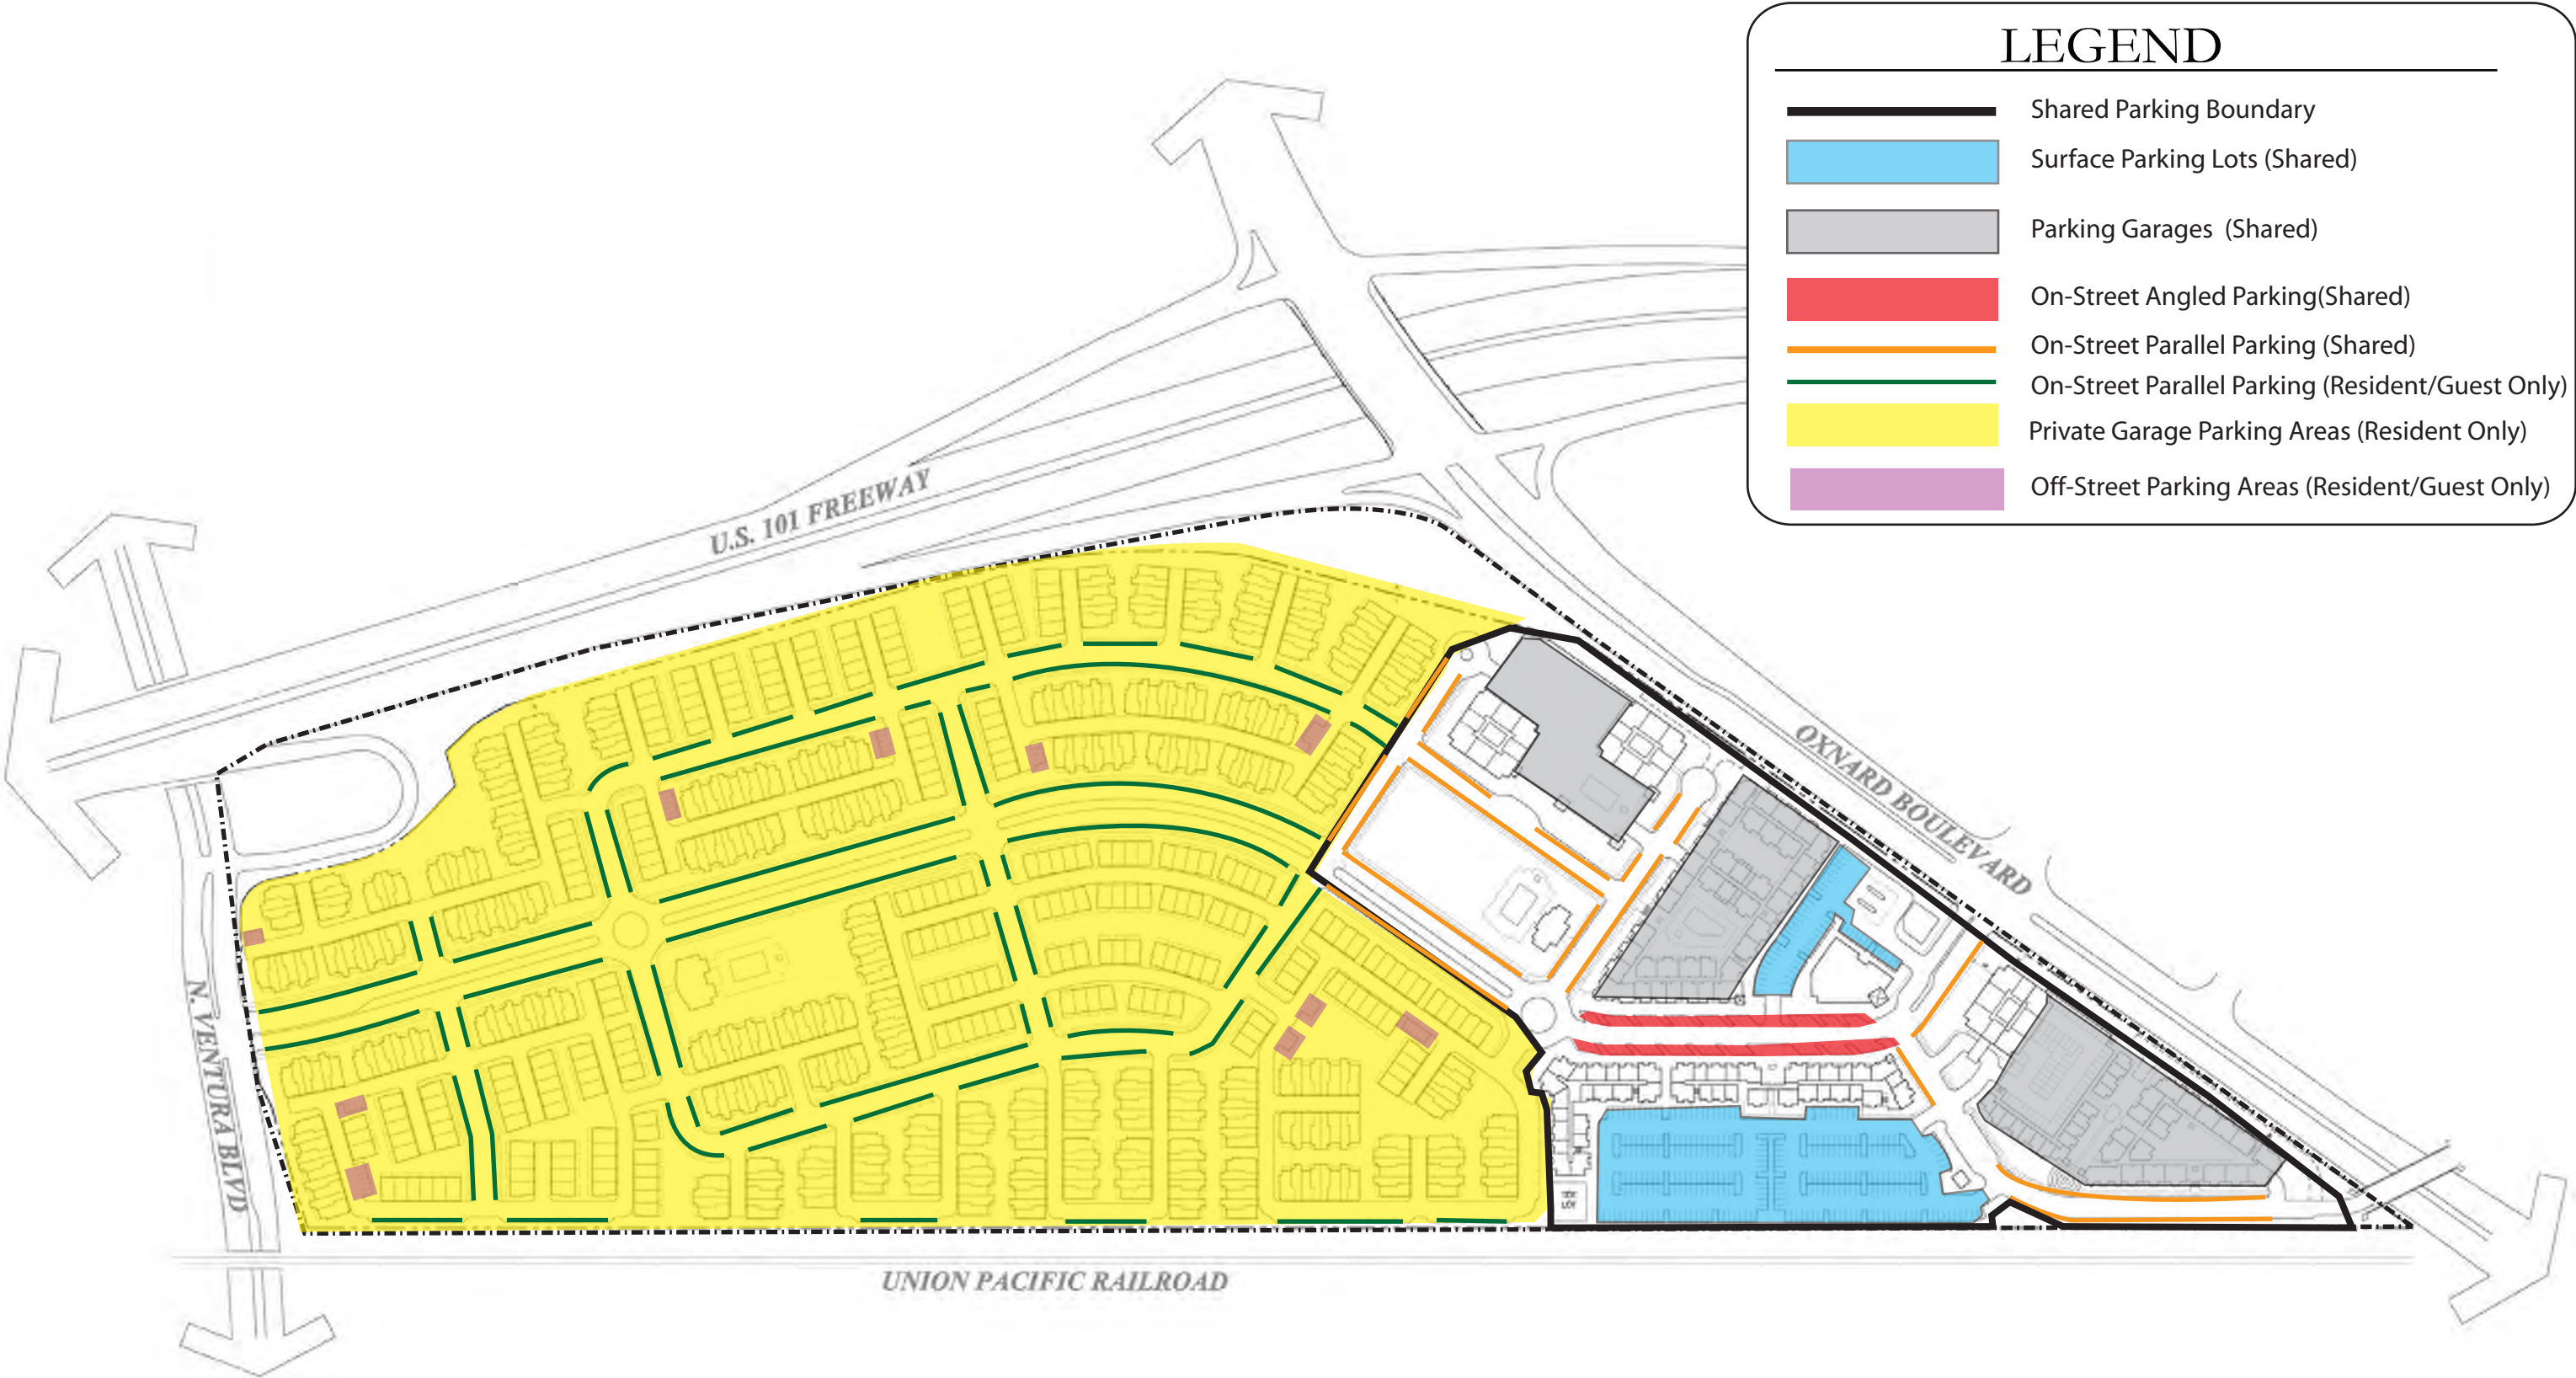 LEGEND
Shared Parking Boundary
Surface Parking Lots (Shared)
Parking Garages (Shared)
On-Street Angled Parking(Shared)
On-Street Parallel Parking (Shared)
On-Street Parallel Parking (Resident/Guest Only)
Private Garage Parking Areas (Resident Only)
Off-Street Parking Areas (Resident/Guest Only)
U.S. 101 FREEWAY
OXNARD BOULEVARD
N. VENTURA BLVD
UNION PACIFIC RAILROAD